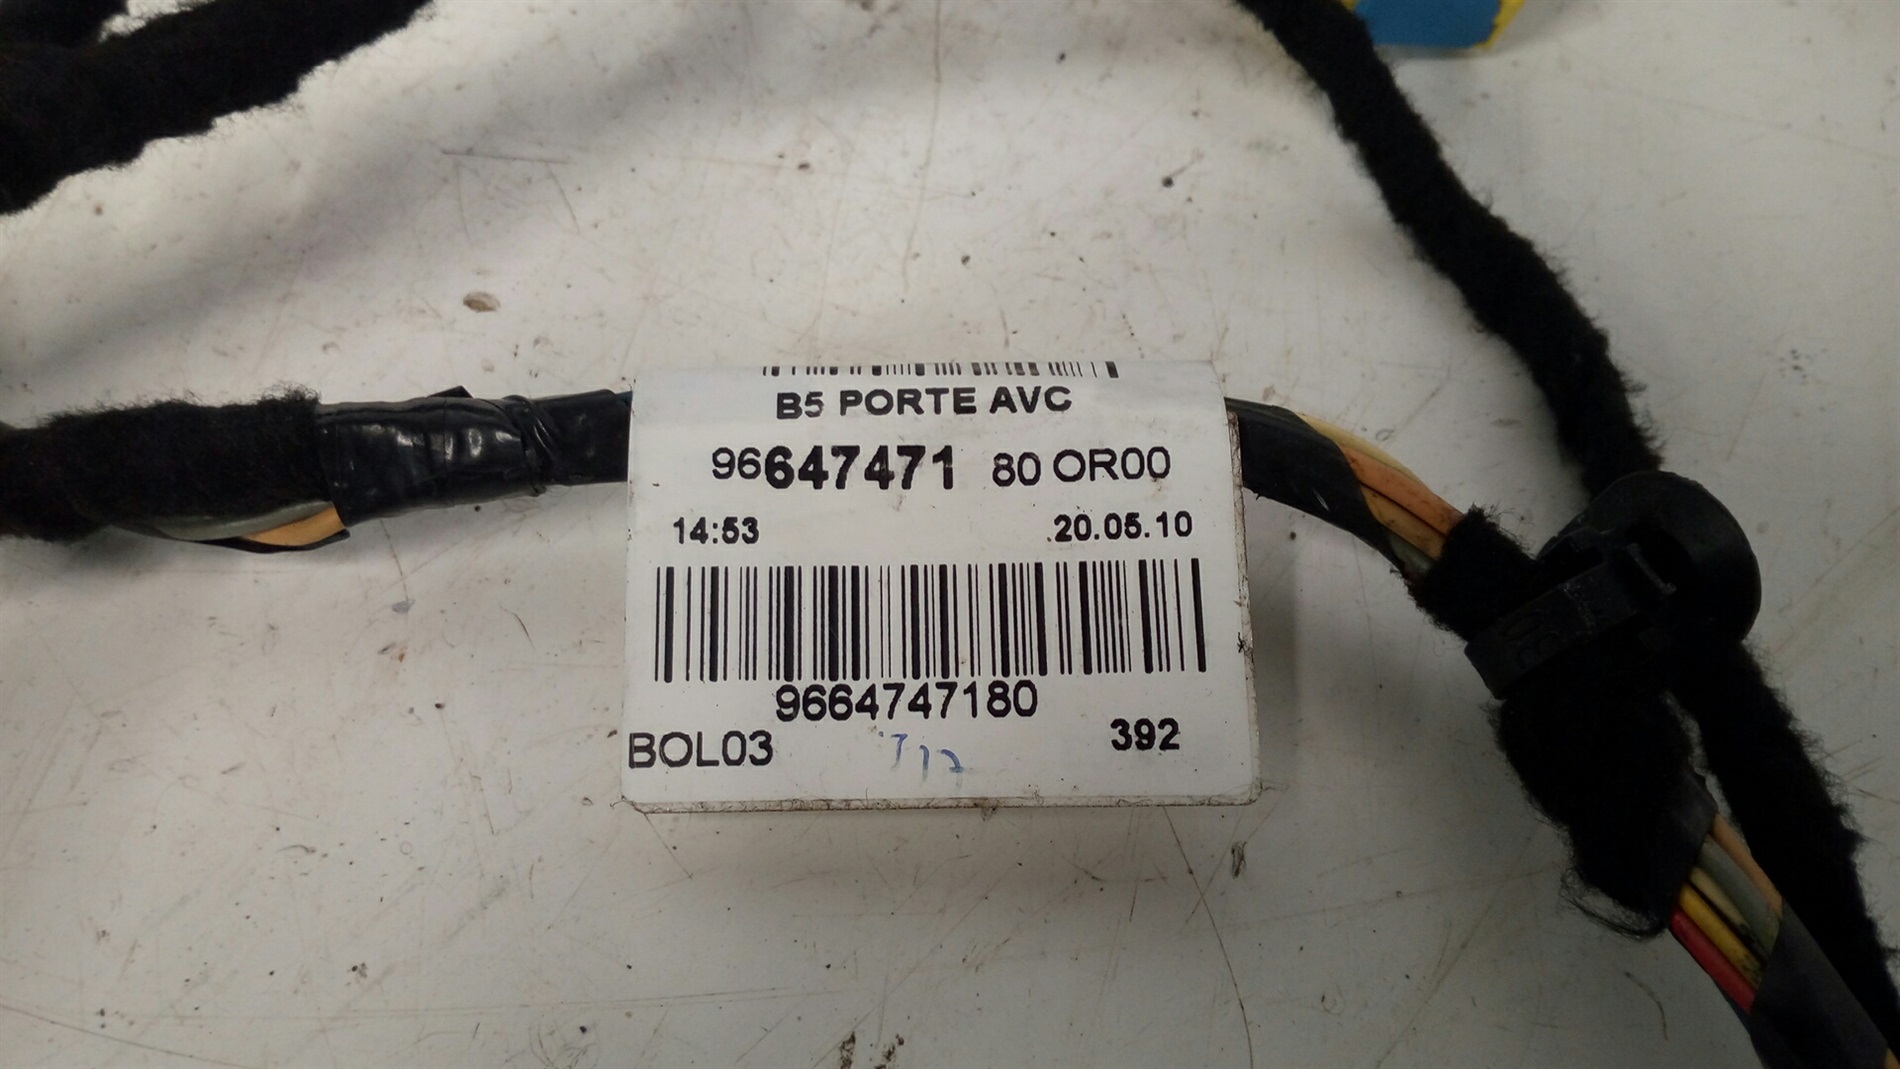 B5 PORTE AVC
96647471 80 OR00
14:53 20.05.10
9664747180
BOL03 392